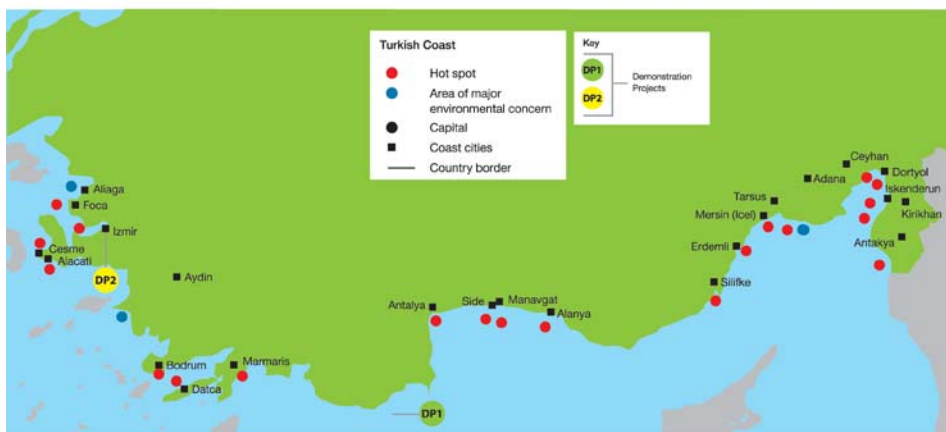 Turkish Coast
Hot spot
Area of major
environmental concern
Capital
Coast cities
Country border
Key
DP1
DP2
Demonstration
Projects
Aliaga
Foca
Izmir
Cesme
Alacati
DP2
Aydin
Bodrum
Datca
Marmaris
Antalya
Side
Manavgat
Alanya
DP1
Silifke
Erdemli
Mersin (Icel)
Tarsus
Adana
Ceyhan
Dortyol
Iskenderun
Kirikhan
Antakya